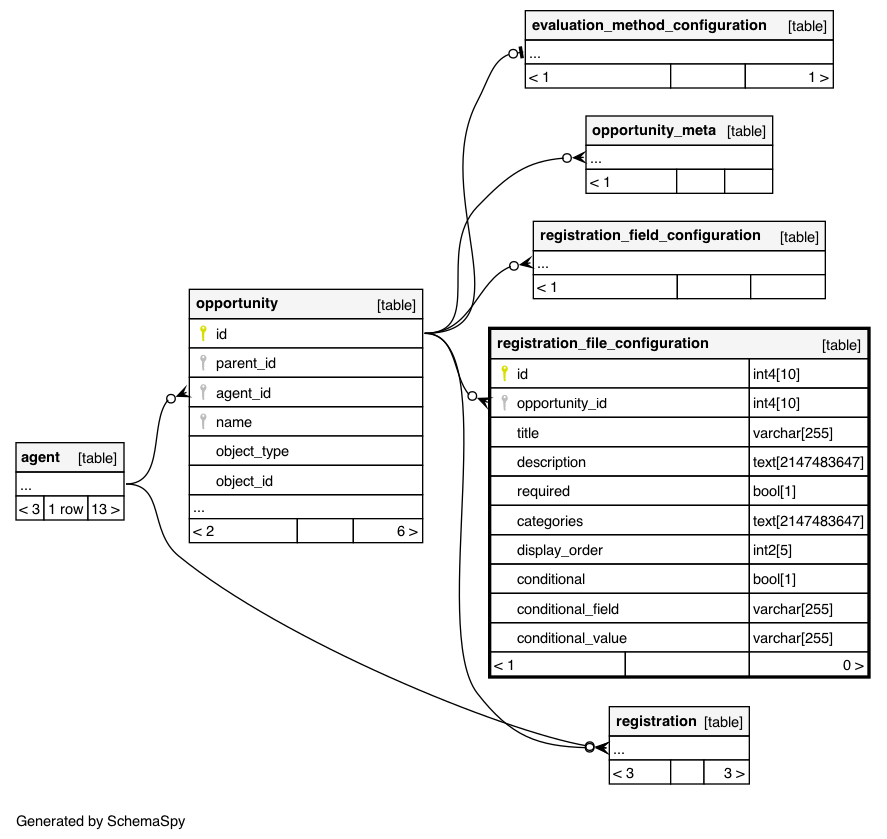 evaluation_method_configuration [table]
...
< 1 1 >
opportunity_meta [table]
...
< 1
registration_field_configuration [table]
...
< 1
opportunity [table]
id
parent_id
agent_id
name
object_type
object_id
...
< 2 6 >
registration_file_configuration [table]
id int4[10]
opportunity_id int4[10]
title varchar[255]
description text[2147483647]
required bool[1]
categories text[2147483647]
display_order int2[5]
conditional bool[1]
conditional_field varchar[255]
conditional_value varchar[255]
< 1 0 >
agent [table]
...
< 3 1 row 13 >
registration [table]
...
< 3 3 >
Generated by SchemaSpy